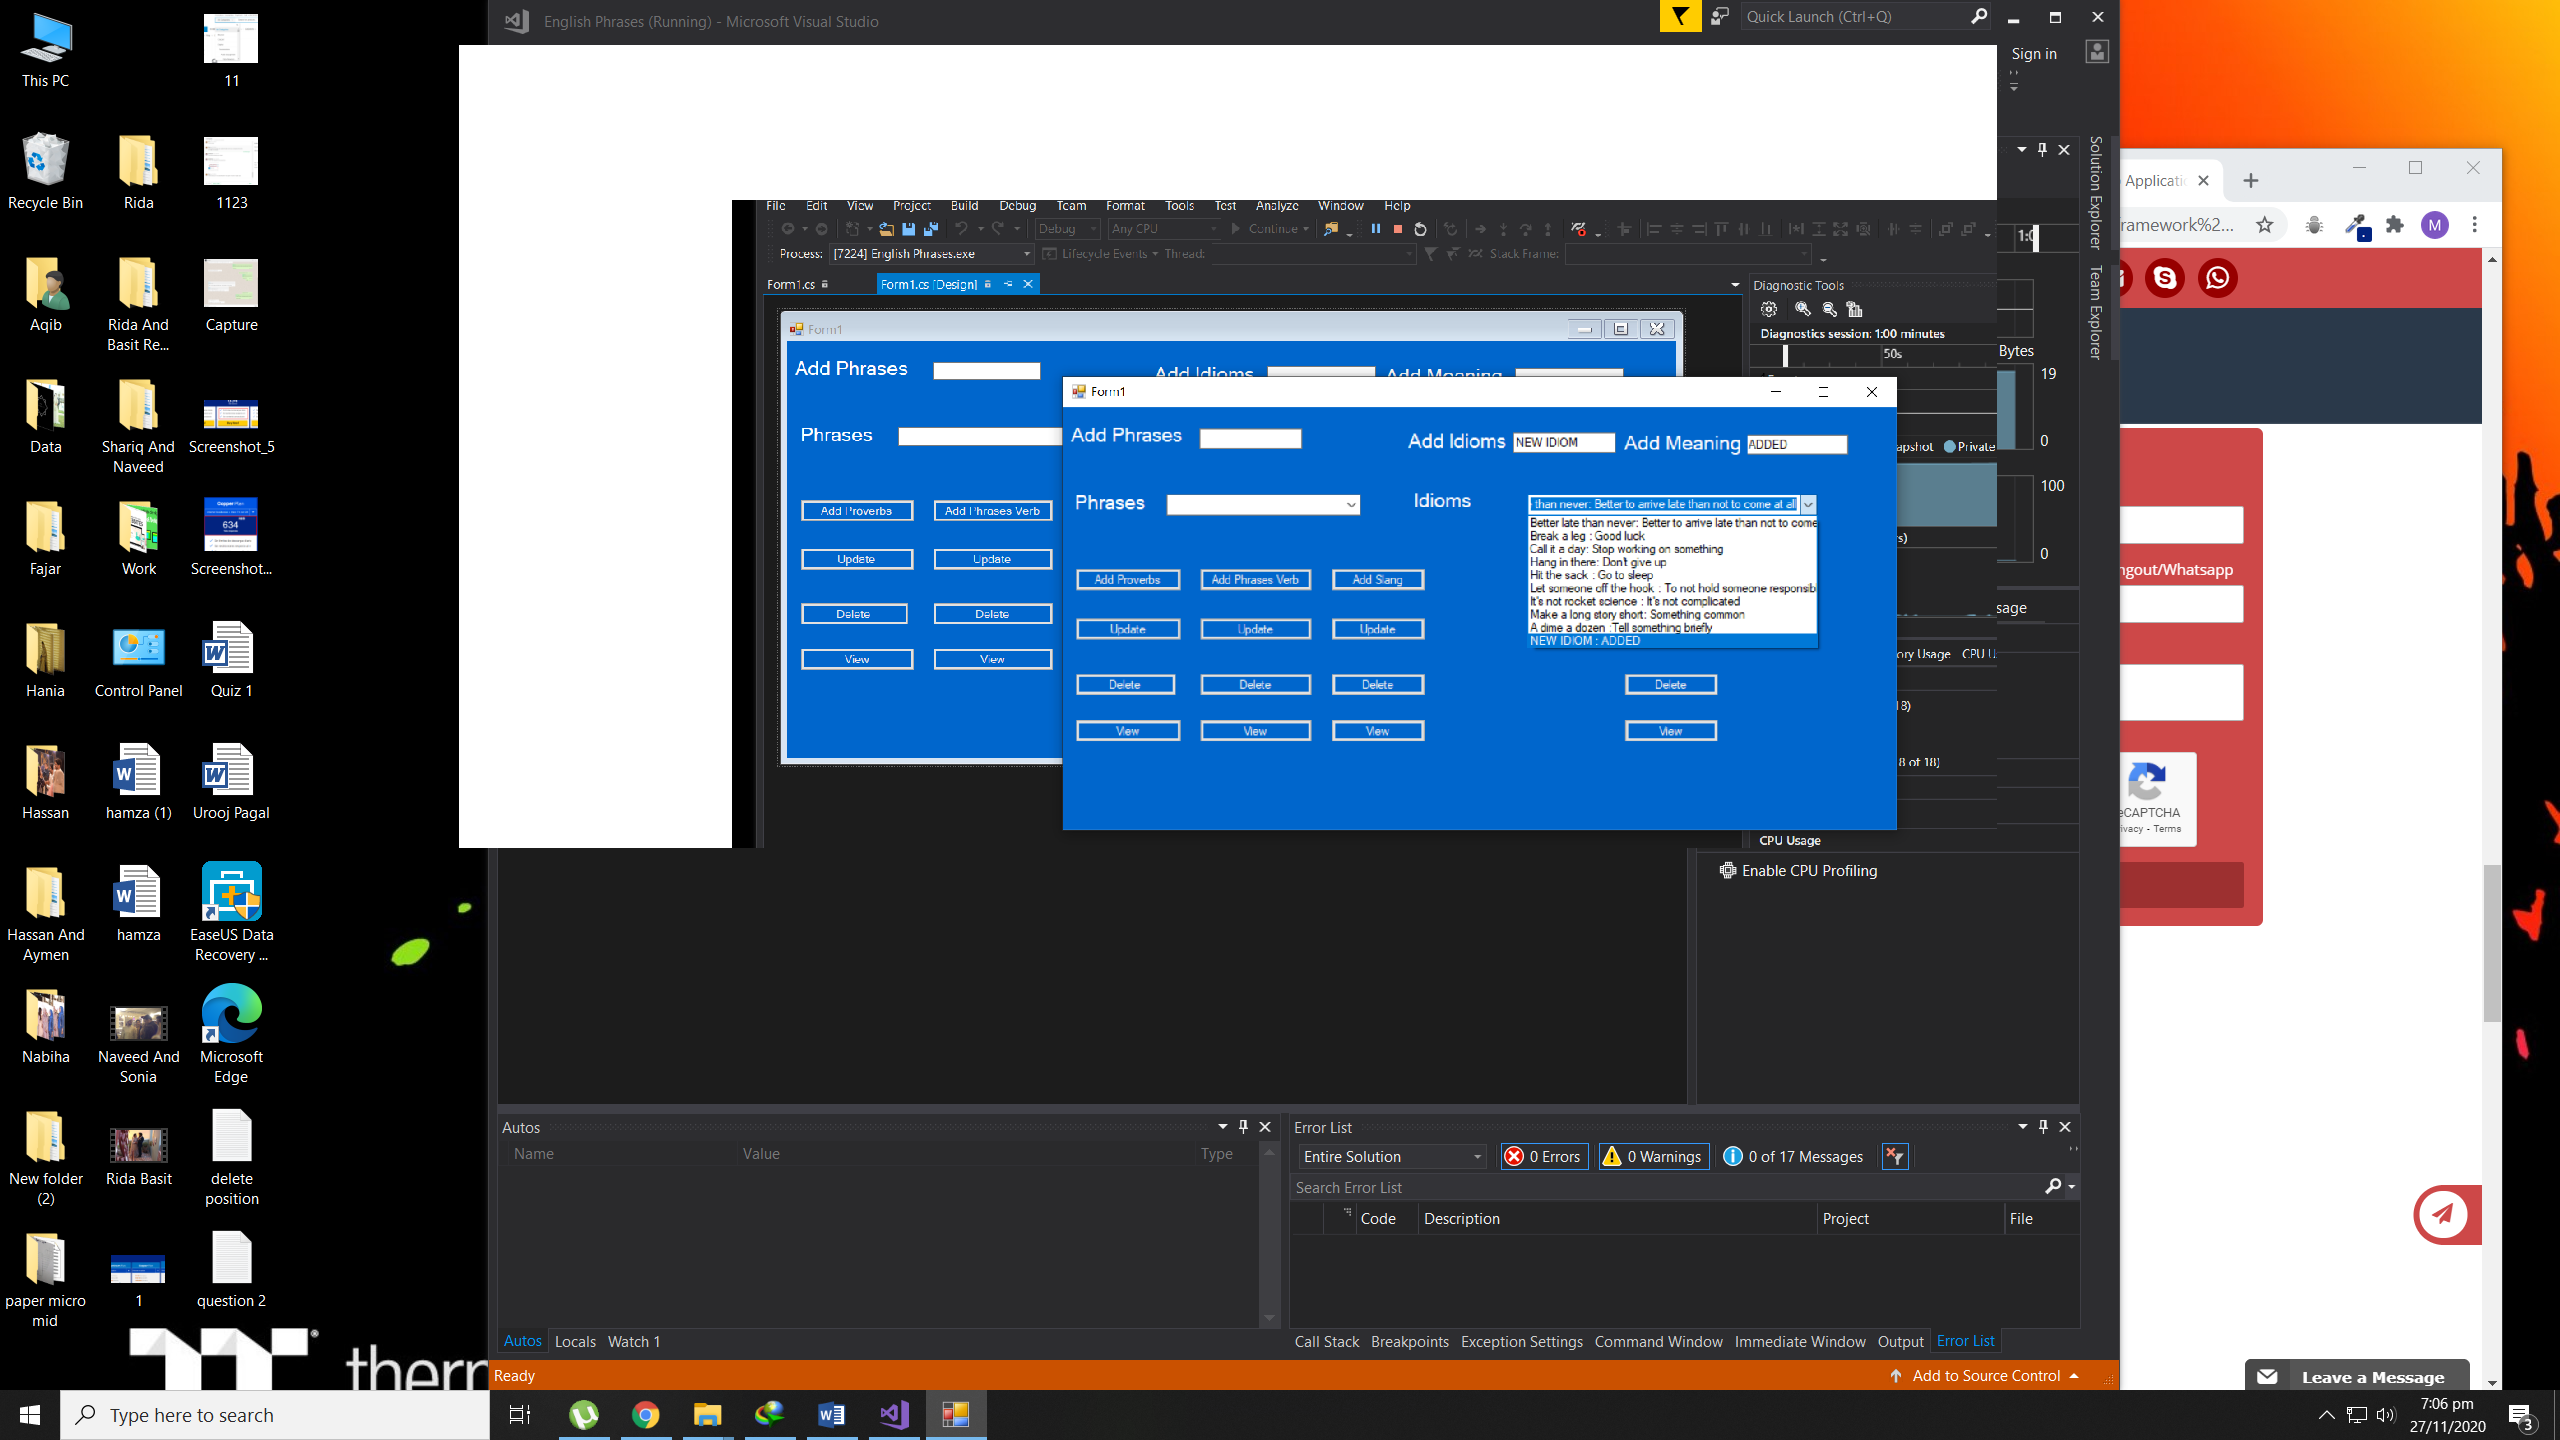 This PC
11
Recycle Bin
Rida
1123
Aqib
Rida And
Basit Re...
Capture
Data
Shariq And
Naveed
Screenshot_5
Fajar
Work
Screenshot...
Hania
Control Panel
Quiz 1
Hassan
hamza (1)
Urooj Pagal
Hassan And
Aymen
hamza
EaseUS Data
Recovery ...
Nabiha
Naveed And
Sonia
Microsoft
Edge
New folder
(2)
Rida Basit
delete
position
paper micro
mid
1
question 2
English Phrases (Running) - Microsoft Visual Studio
Quick Launch (Ctrl+Q)
Sign in
File Edit View Project Build Debug Team Format Tools Test Analyze Window Help
Debug Any CPU Continue
Process: [7224] English Phrases.exe Lifecycle Events Thread: Stack Frame:
Form1.cs Form1.cs [Design]
Form1
Add Phrases
Add Idioms
Add Meaning
Phrases
Add Proverbs Add Phrases Verb
Update Update
Delete Delete
View View
Form1
Add Phrases
Add Idioms NEW IDIOM Add Meaning ADDED
Phrases
Idioms
than never: Better to arrive late than not to come at all
Better late than never: Better to arrive late than not to come
Break a leg : Good luck
Call it a day: Stop working on something
Hang in there: Don't give up
Hit the sack : Go to sleep
Let someone off the hook : To not hold someone responsib
It's not rocket science : It's not complicated
Make a long story short: Something common
A dime a dozen :Tell something briefly
NEW IDIOM : ADDED
Add Proverbs Add Phrases Verb Add Slang
Update Update Update
Delete Delete Delete Delete
View View View View
Diagnostic Tools
Diagnostics session: 1:00 minutes
50s
Bytes
19
0
apshot Private
100
0
sage
ory Usage CPU U
18)
8 of 18)
CPU Usage
Enable CPU Profiling
Solution Explorer
Team Explorer
Autos
Name Value Type
Autos Locals Watch 1
Error List
Entire Solution 0 Errors 0 Warnings 0 of 17 Messages
Search Error List
Code Description Project File
Call Stack Breakpoints Exception Settings Command Window Immediate Window Output Error List
Ready
Add to Source Control
Applicati
ramework%2...
M
ngout/Whatsapp
eCAPTCHA
rivacy - Terms
Leave a Message
therm
Type here to search
7:06 pm
27/11/2020
3